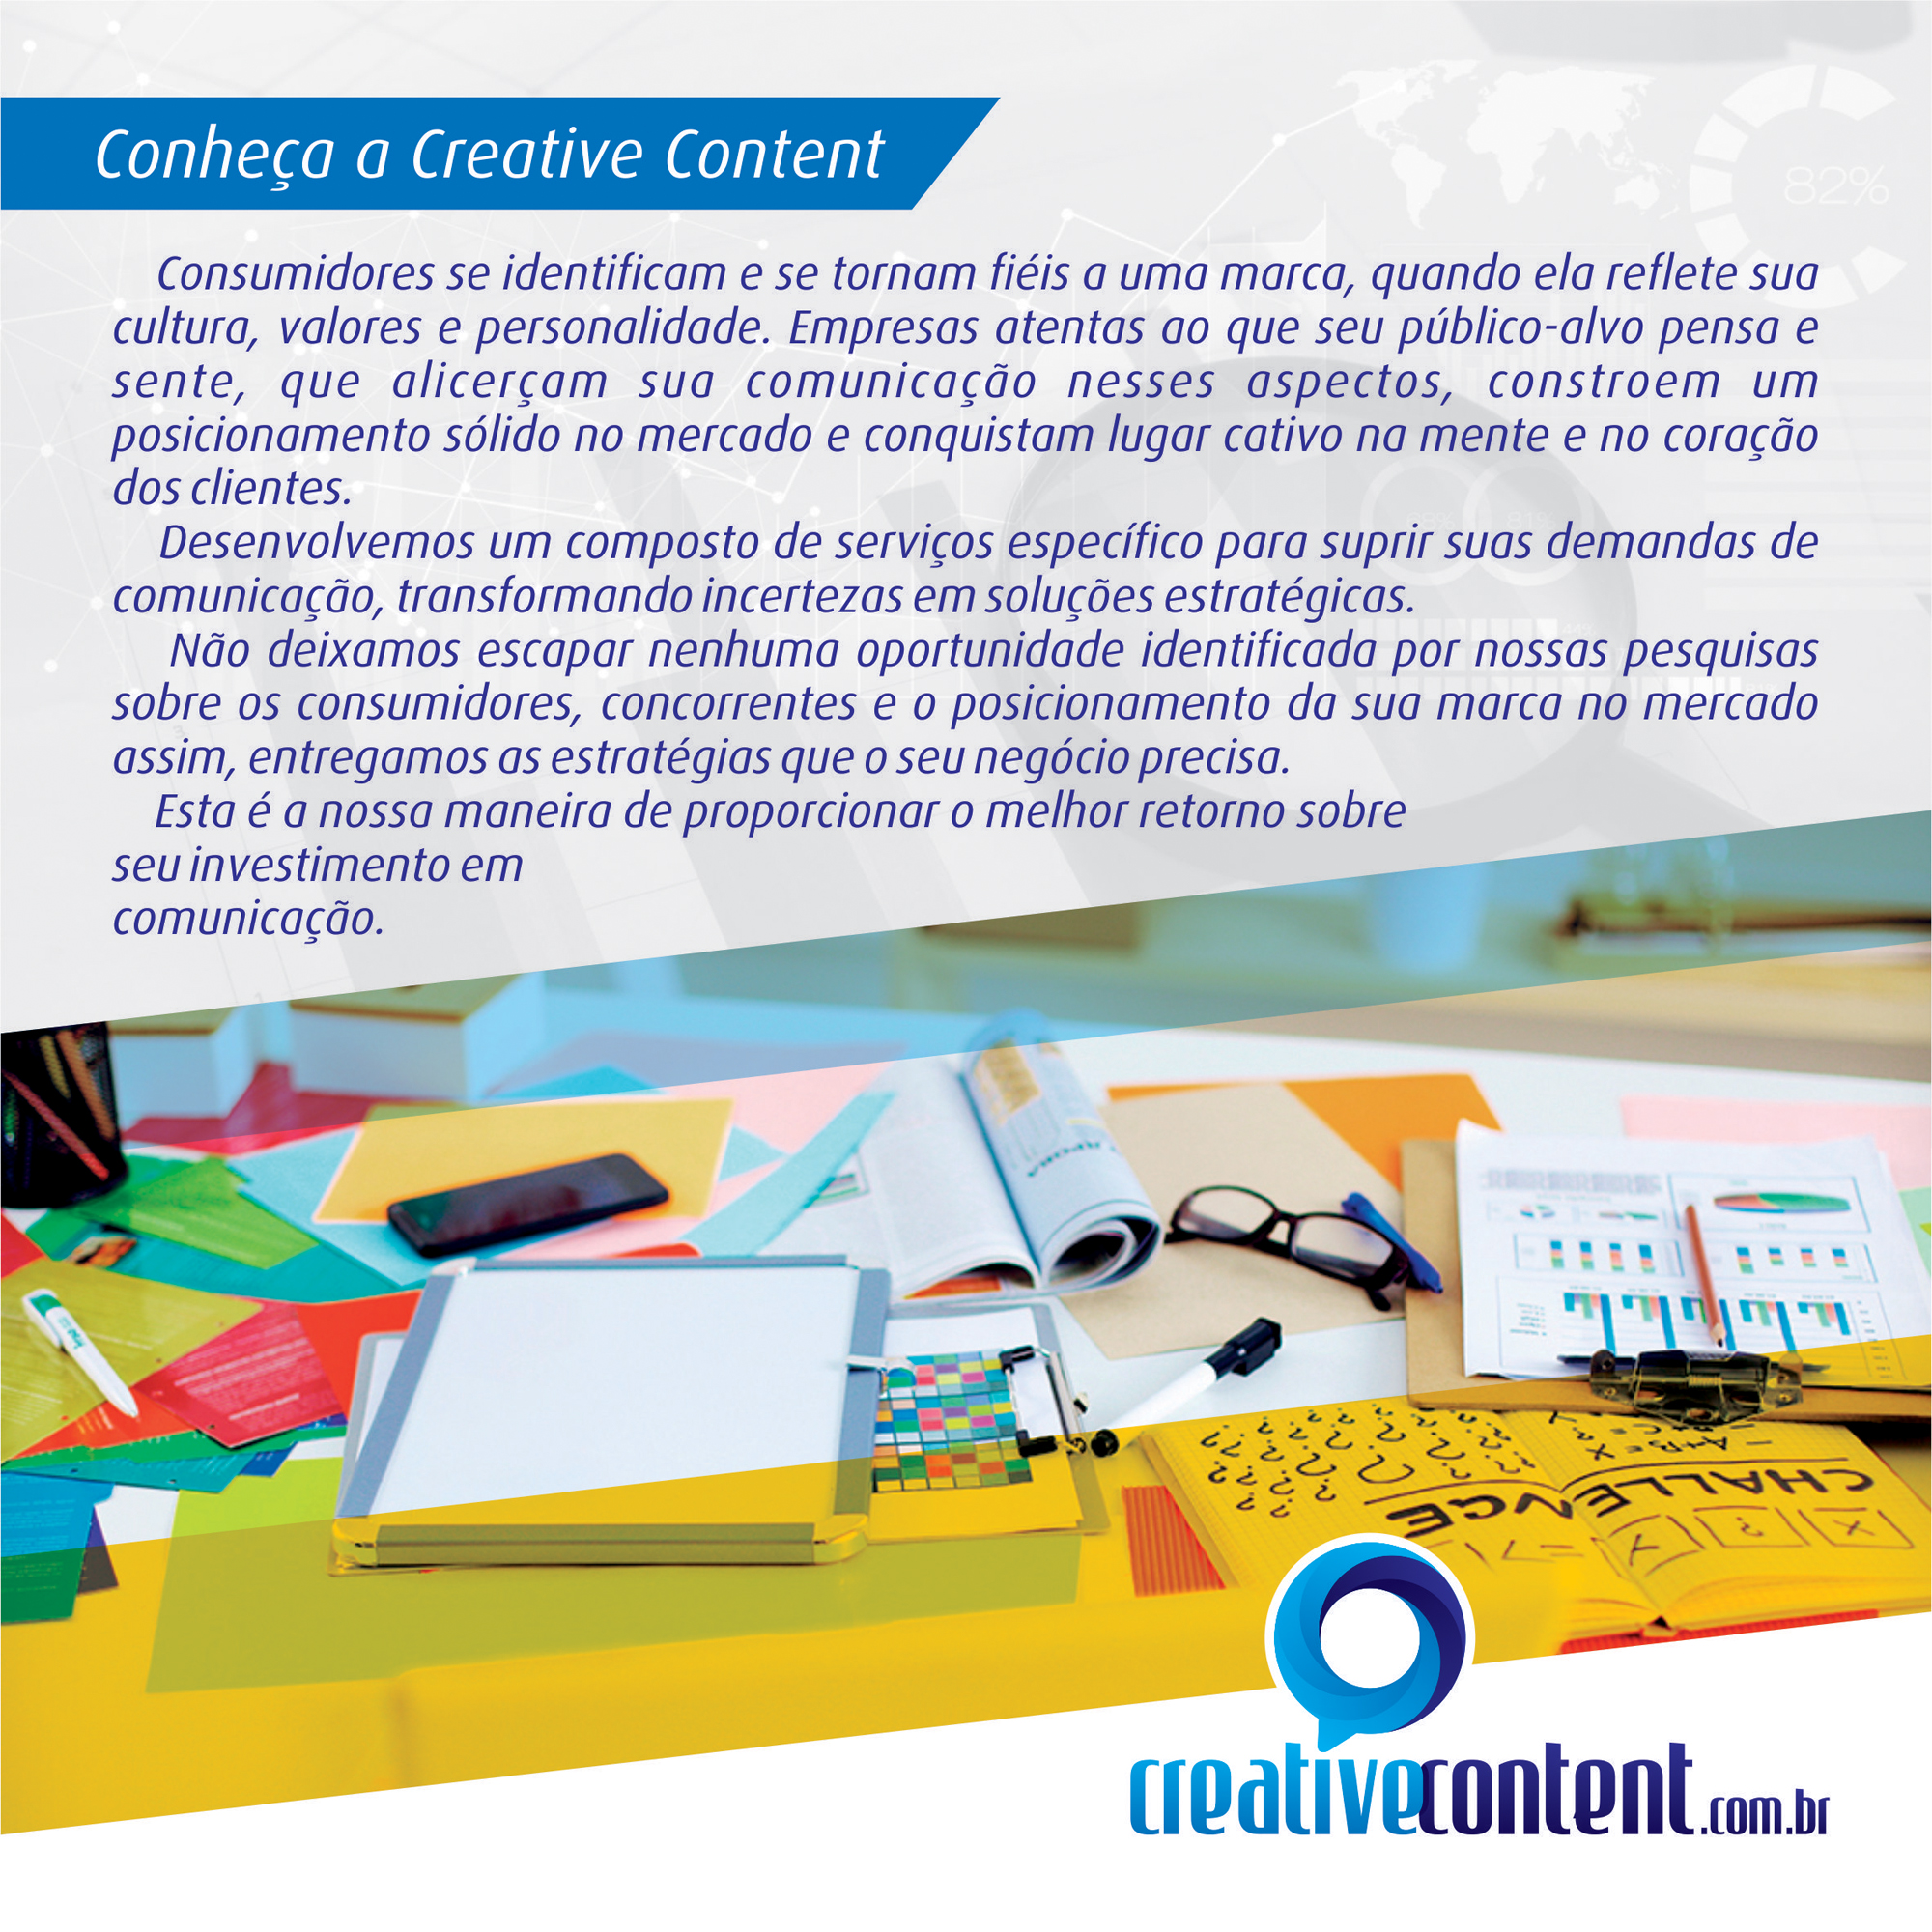 82%
Conheça a Creative Content
Consumidores se identificam e se tornam fiéis a uma marca, quando ela reflete sua
cultura, valores e personalidade. Empresas atentas ao que seu público-alvo pensa e
sente, que alicerçam sua comunicação nesses aspectos, constroem um
posicionamento sólido no mercado e conquistam lugar cativo na mente e no coração
dos clientes.
Desenvolvemos um composto de serviços específico para suprir suas demandas de
comunicação, transformando incertezas em soluções estratégicas.
Não deixamos escapar nenhuma oportunidade identificada por nossas pesquisas
sobre os consumidores, concorrentes e o posicionamento da sua marca no mercado
assim, entregamos as estratégias que o seu negócio precisa.
Esta é a nossa maneira de proporcionar o melhor retorno sobre
seu investimento em
comunicação.
A+B=
CHALLENGE
creativecontent.com.br